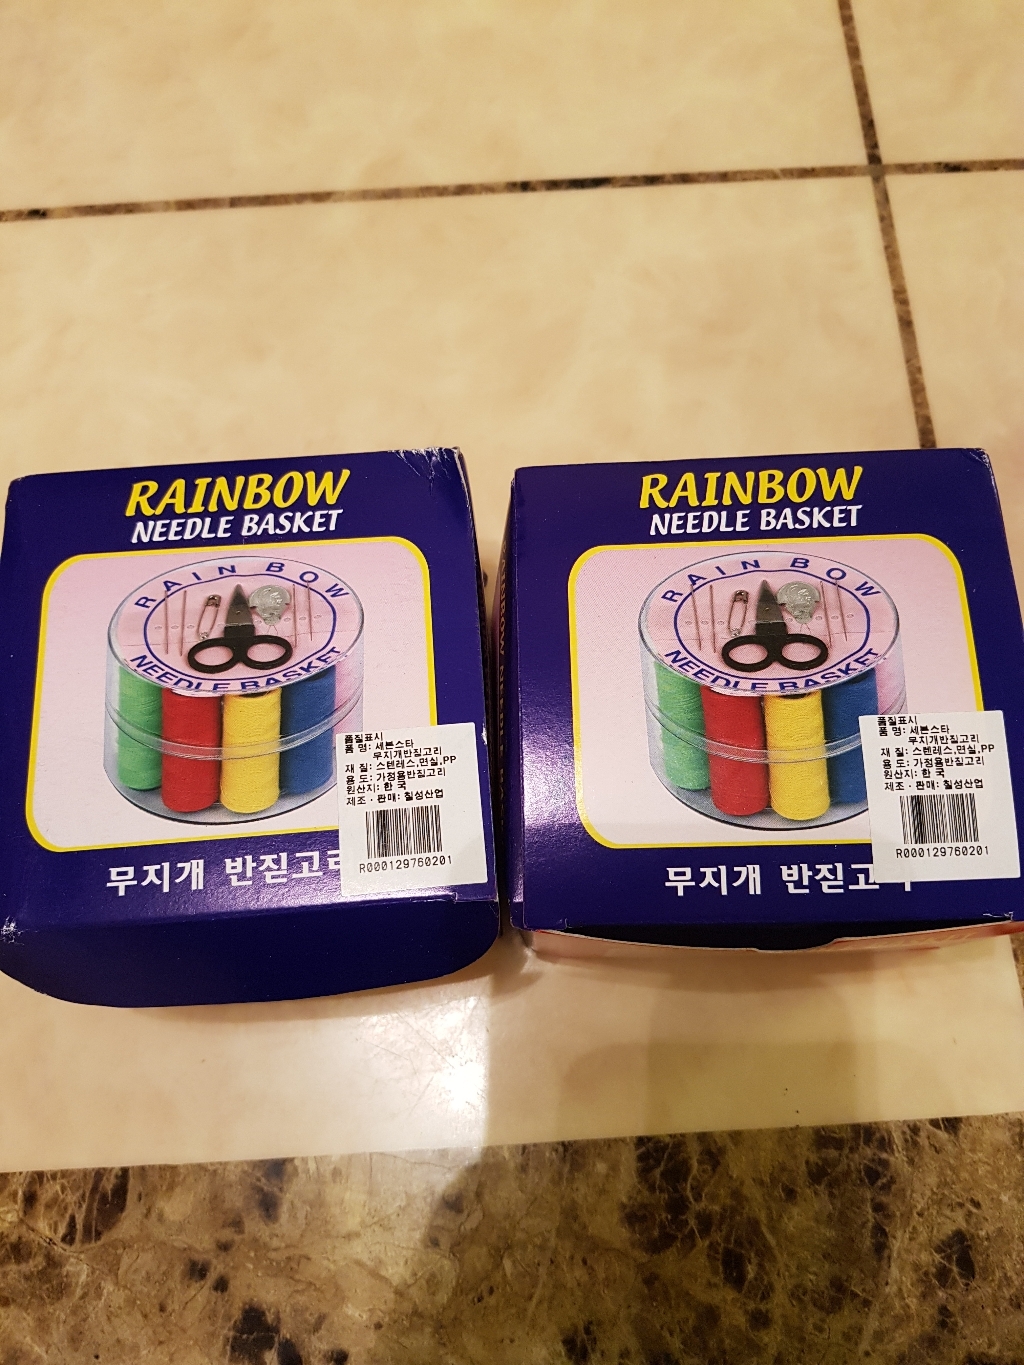 RAINBOW
NEEDLE BASKET
RAINBOW
NEEDLE BASKET
품질표시
품 명: 세븐스타
무지개반짇고리
재 질: 스텐레스,면실,PP
용 도: 가정용반짇고리
원산지: 한 국
제조 · 판매: 칠성산업
R000129760201
무지개 반짇고리
RAINBOW
NEEDLE BASKET
RAINBOW
NEEDLE BASKET
품질표시
품 명: 세븐스타
무지개반짇고리
재 질: 스텐레스,면실,PP
용 도: 가정용반짇고리
원산지: 한 국
제조 · 판매: 칠성산업
R000129760201
무지개 반짇고